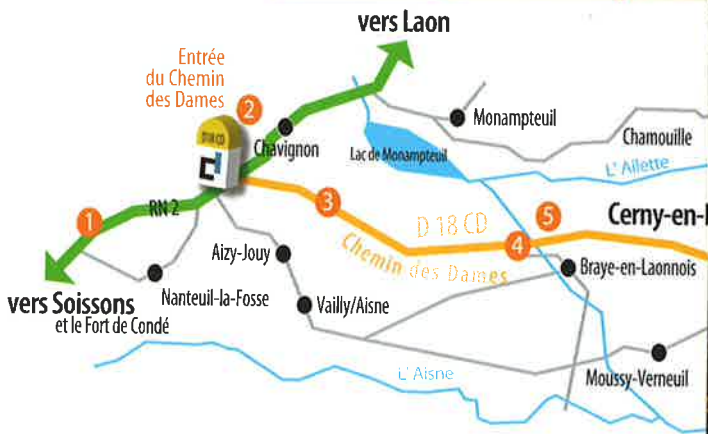 vers Laon
Entrée
du Chemin
des Dames
2
D18 CD
Chavignon
Monampteuil
Chamouille
Lac de Monampteuil
L' Ailette
1
RN 2
3
D 18 CD
Chemin des Dames
4
5
Cerny-en-
Aizy-Jouy
Braye-en-Laonnois
Nanteuil-la-Fosse
vers Soissons
et le Fort de Condé
Vailly/Aisne
L' Aisne
Moussy-Verneuil